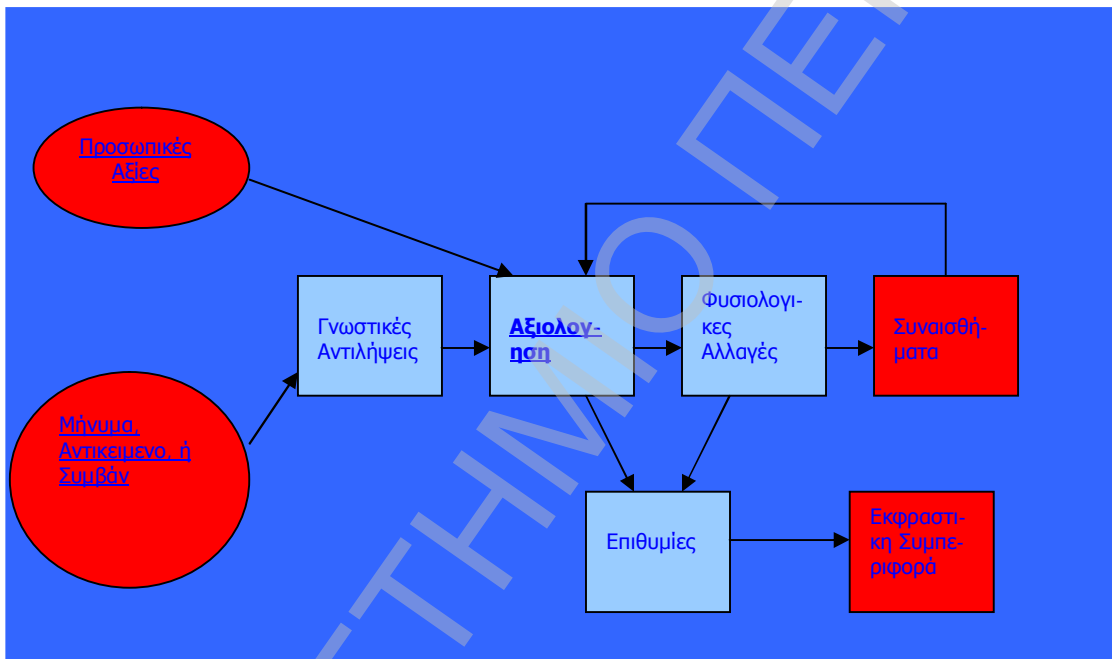 Προσωπικές
Αξίες
Γνωστικές
Αντιλήψεις
Αξιολογ-
ηση
Φυσιολογι-
κες
Αλλαγές
Συναισθή-
ματα
Μήνυμα,
Αντικειμενο, ή
Συμβάν
Επιθυμίες
Εκφραστι-
κη Συμπε-
ριφορά